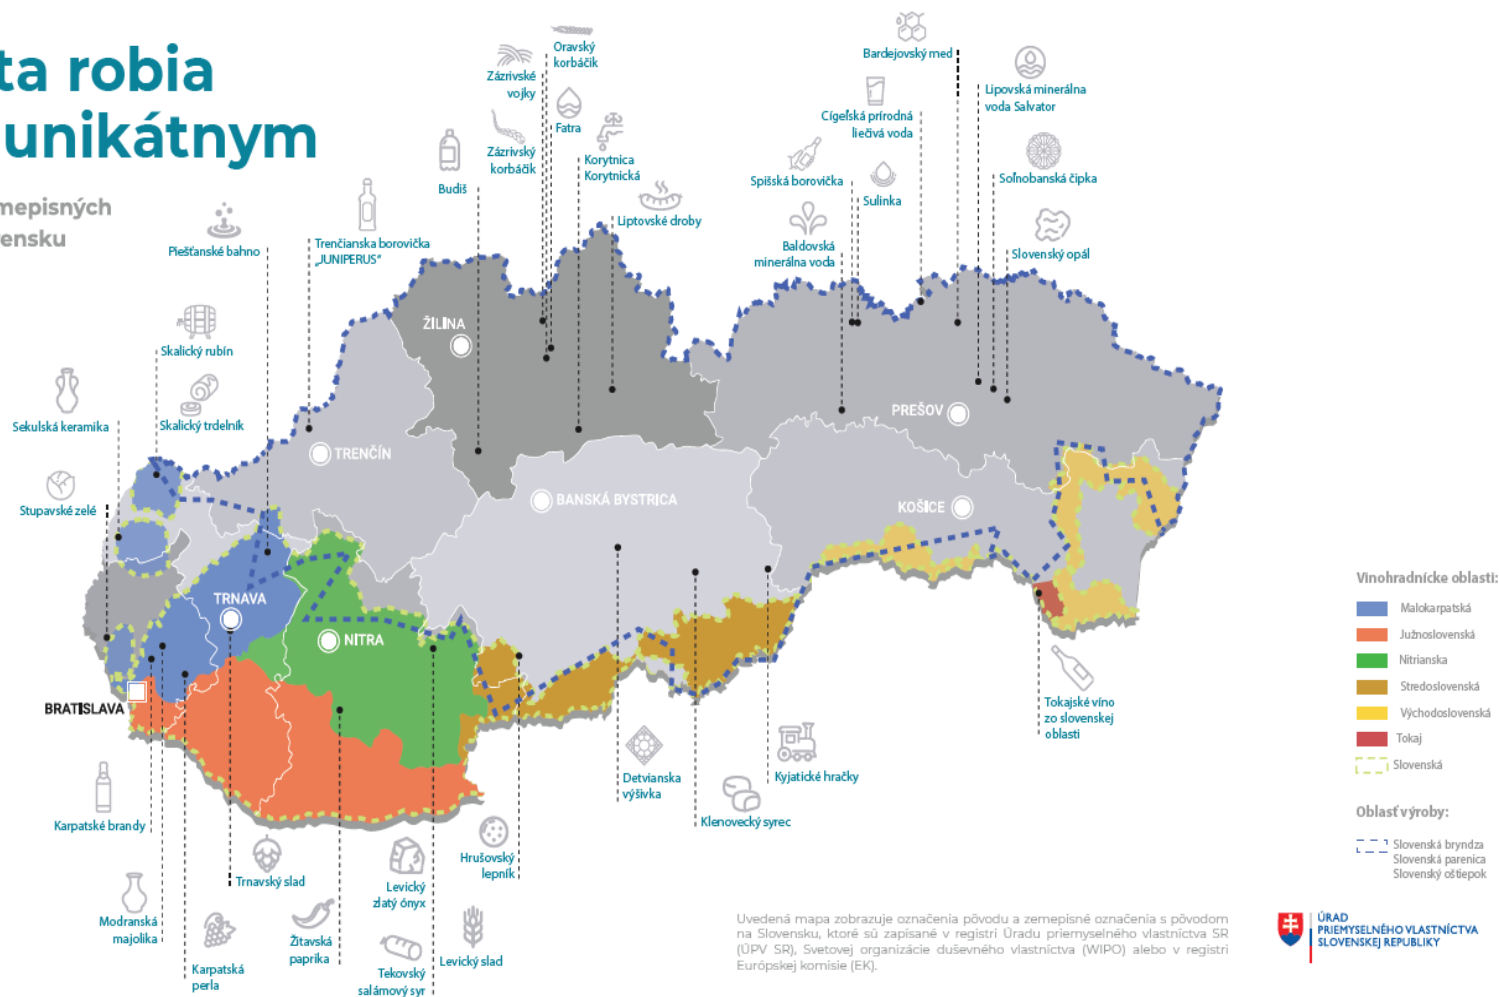 ta robia
unikátnym
mepisných
rensku
Oravský
korbáčik
Zázrivské
vojky
Fatra
Zázrivský
korbáčik
Korytnica
Korytnická
Budiš
Liptovské droby
Bardejovský med
Lipovská minerálna
voda Salvator
Cígeľská prírodná
liečivá voda
Spišská borovička
Sulinka
Soľnobanská čipka
Baldovská
minerálna voda
Slovenský opál
Piešťanské bahno
Trenčianska borovička
„JUNIPERUS“
Skalický rubín
Skalický trdelník
Sekulská keramika
Stupavské zelé
ŽILINA
TRENČÍN
PREŠOV
BANSKÁ BYSTRICA
KOŠICE
TRNAVA
NITRA
BRATISLAVA
Karpatské brandy
Modranská
majolika
Karpatská
perla
Trnavský slad
Žitavská
paprika
Levický
zlatý ónyx
Tekovský
salámový syr
Levický slad
Hrušovský
lepník
Detvianska
výšivka
Klenovecký syrec
Kyjatické hračky
Tokajské víno
zo slovenskej
oblasti
Vinohradnícke oblasti:
Malokarpatská
Južnoslovenská
Nitrianska
Stredoslovenská
Východoslovenská
Tokaj
Slovenská
Oblasť výroby:
Slovenská bryndza
Slovenská parenica
Slovenský oštiepok
Uvedená mapa zobrazuje označenia pôvodu a zemepisné označenia s pôvodom
na Slovensku, ktoré sú zapísané v registri Úradu priemyselného vlastníctva SR
(ÚPV SR), Svetovej organizácie duševného vlastníctva (WIPO) alebo v registri
Európskej komisie (EK).
ÚRAD
PRIEMYSELNÉHO VLASTNÍCTVA
SLOVENSKEJ REPUBLIKY